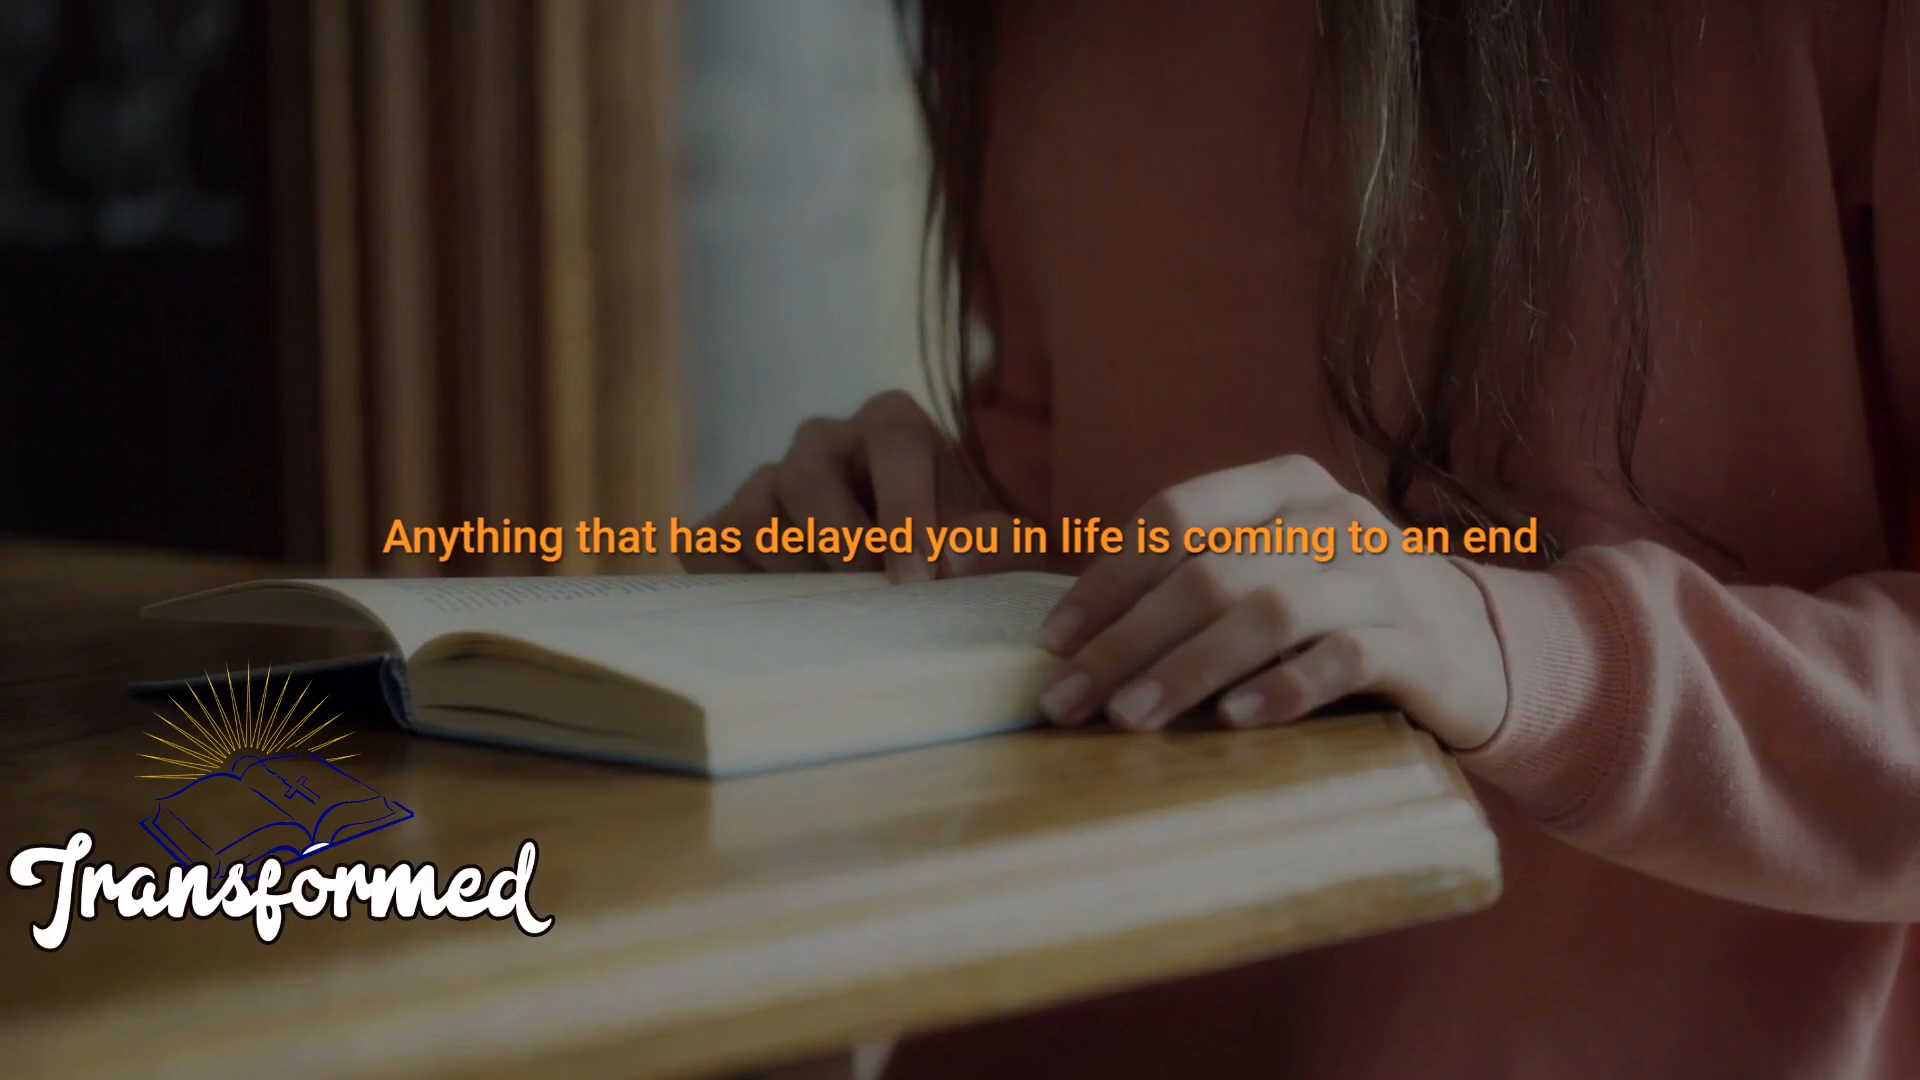 Anything that has delayed you in life is coming to an end
Transformed